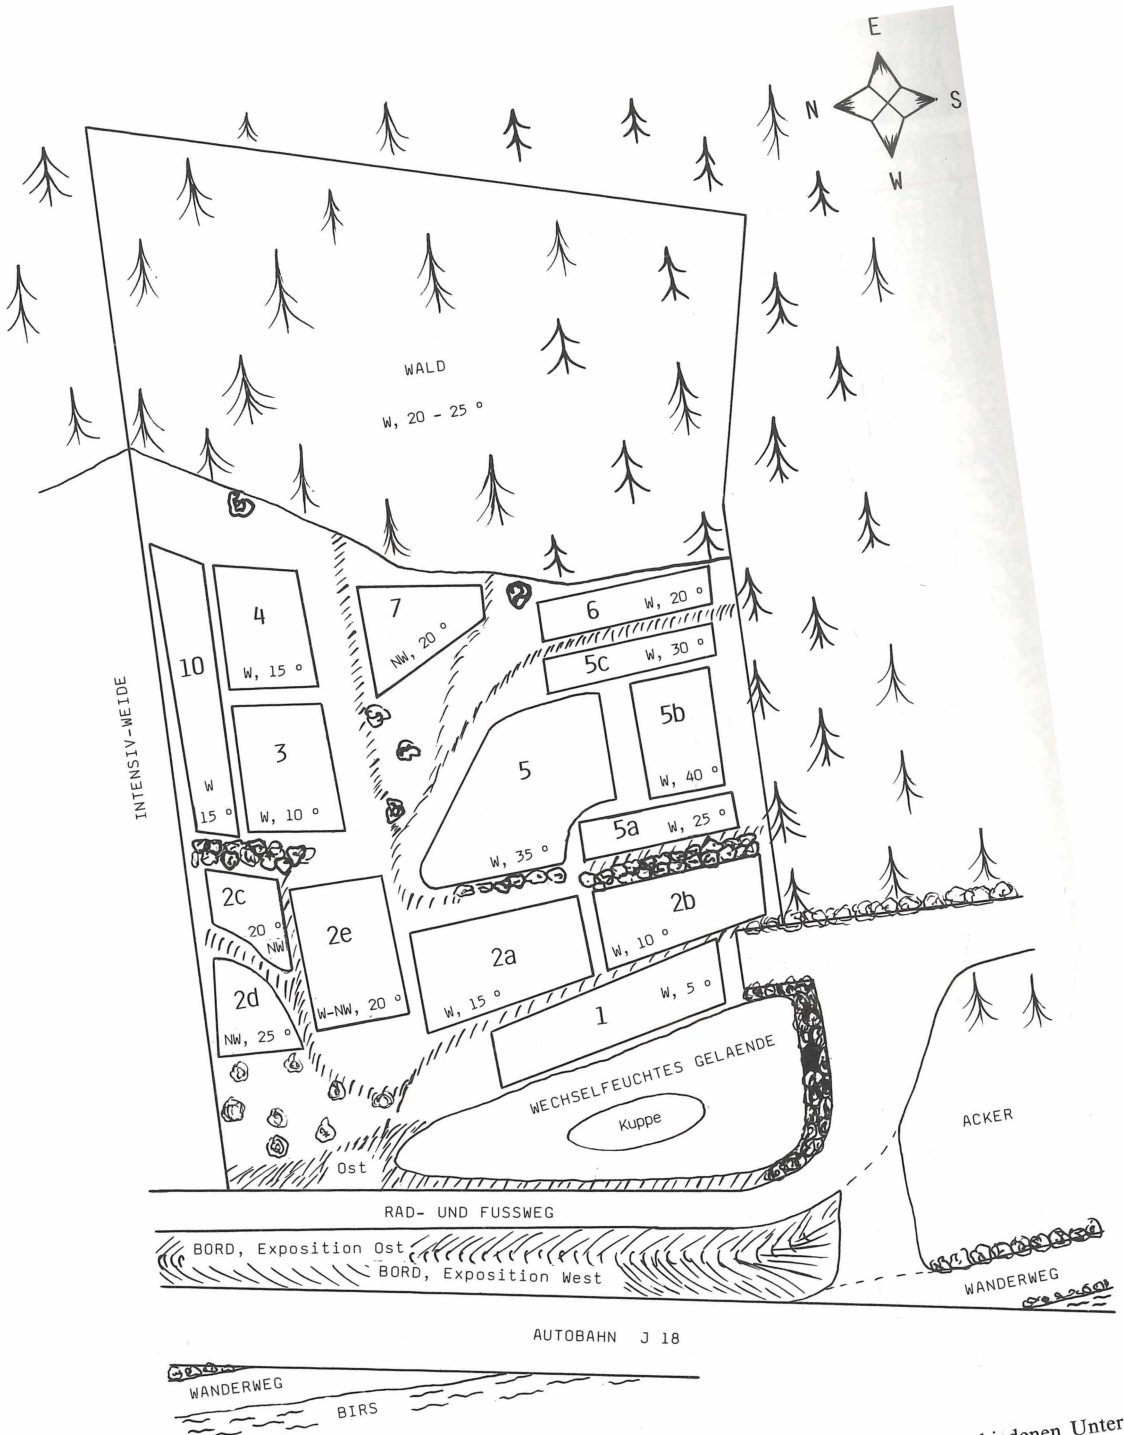 E
N
S
W
WALD
W, 20 - 25 °
INTENSIV-WEIDE
10
W
15 °
4
W, 15 °
7
NW, 20 °
6
W, 20 °
5c
W, 30 °
3
W, 10 °
5
W, 35 °
5b
W, 40 °
5a
W, 25 °
2c
20 °
NW
2e
W-NW, 20 °
2a
W, 15 °
2b
W, 10 °
2d
NW, 25 °
1
W, 5 °
WECHSELFEUCHTES GELAENDE
Kuppe
ACKER
Ost
RAD- UND FUSSWEG
BORD, Exposition Ost
BORD, Exposition West
WANDERWEG
AUTOBAHN J 18
WANDERWEG
BIRS
Unter